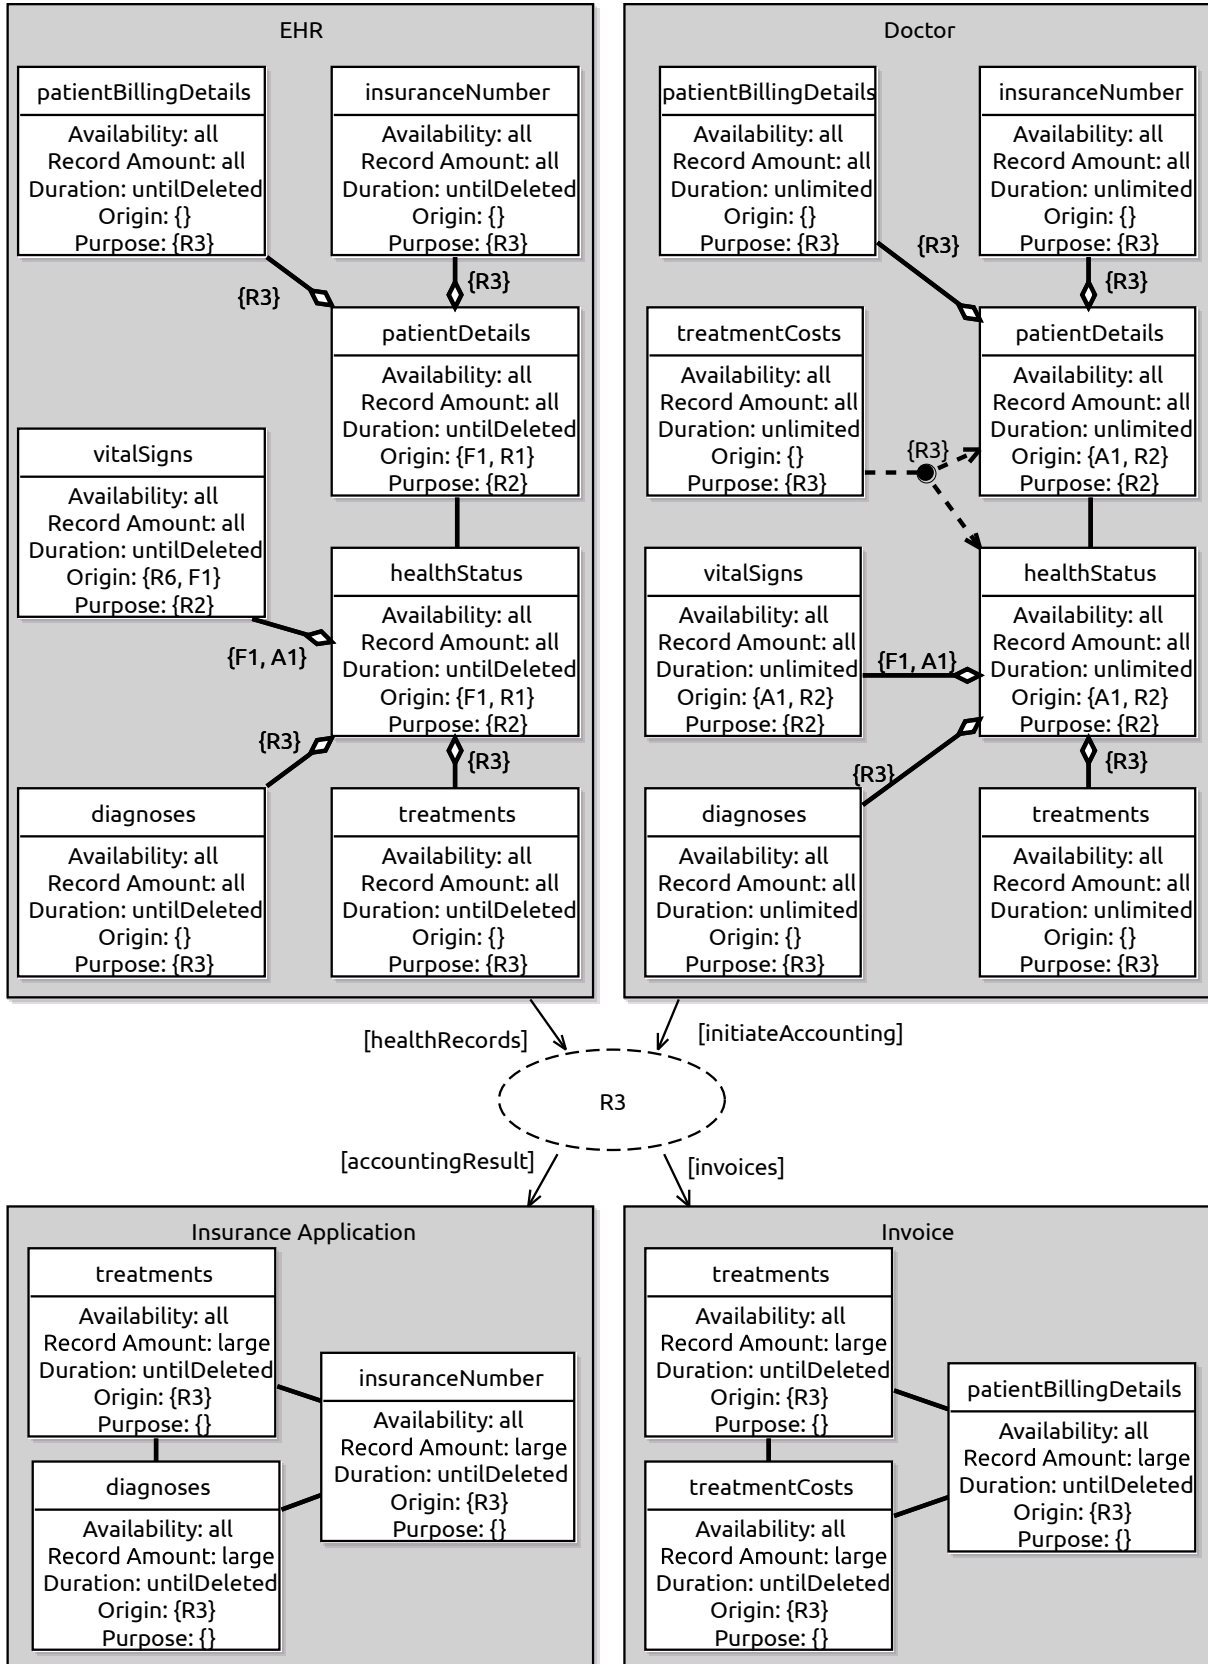 EHR
patientBillingDetails
Availability: all
Record Amount: all
Duration: untilDeleted
Origin: {}
Purpose: {R3}
insuranceNumber
Availability: all
Record Amount: all
Duration: untilDeleted
Origin: {}
Purpose: {R3}
{R3}
{R3}
patientDetails
Availability: all
Record Amount: all
Duration: untilDeleted
Origin: {F1, R1}
Purpose: {R2}
vitalSigns
Availability: all
Record Amount: all
Duration: untilDeleted
Origin: {R6, F1}
Purpose: {R2}
{F1, A1}
healthStatus
Availability: all
Record Amount: all
Duration: untilDeleted
Origin: {F1, R1}
Purpose: {R2}
{R3}
{R3}
diagnoses
Availability: all
Record Amount: all
Duration: untilDeleted
Origin: {}
Purpose: {R3}
treatments
Availability: all
Record Amount: all
Duration: untilDeleted
Origin: {}
Purpose: {R3}
Doctor
patientBillingDetails
Availability: all
Record Amount: all
Duration: unlimited
Origin: {}
Purpose: {R3}
insuranceNumber
Availability: all
Record Amount: all
Duration: unlimited
Origin: {}
Purpose: {R3}
{R3}
{R3}
treatmentCosts
Availability: all
Record Amount: all
Duration: unlimited
Origin: {}
Purpose: {R3}
{R3}
patientDetails
Availability: all
Record Amount: all
Duration: unlimited
Origin: {A1, R2}
Purpose: {R2}
vitalSigns
Availability: all
Record Amount: all
Duration: unlimited
Origin: {A1, R2}
Purpose: {R2}
{F1, A1}
healthStatus
Availability: all
Record Amount: all
Duration: unlimited
Origin: {A1, R2}
Purpose: {R2}
{R3}
{R3}
diagnoses
Availability: all
Record Amount: all
Duration: unlimited
Origin: {}
Purpose: {R3}
treatments
Availability: all
Record Amount: all
Duration: unlimited
Origin: {}
Purpose: {R3}
[healthRecords]
[initiateAccounting]
R3
[accountingResult]
[invoices]
Insurance Application
treatments
Availability: all
Record Amount: large
Duration: untilDeleted
Origin: {R3}
Purpose: {}
insuranceNumber
Availability: all
Record Amount: large
Duration: untilDeleted
Origin: {R3}
Purpose: {}
diagnoses
Availability: all
Record Amount: large
Duration: untilDeleted
Origin: {R3}
Purpose: {}
Invoice
treatments
Availability: all
Record Amount: large
Duration: untilDeleted
Origin: {R3}
Purpose: {}
patientBillingDetails
Availability: all
Record Amount: large
Duration: untilDeleted
Origin: {R3}
Purpose: {}
treatmentCosts
Availability: all
Record Amount: large
Duration: untilDeleted
Origin: {R3}
Purpose: {}